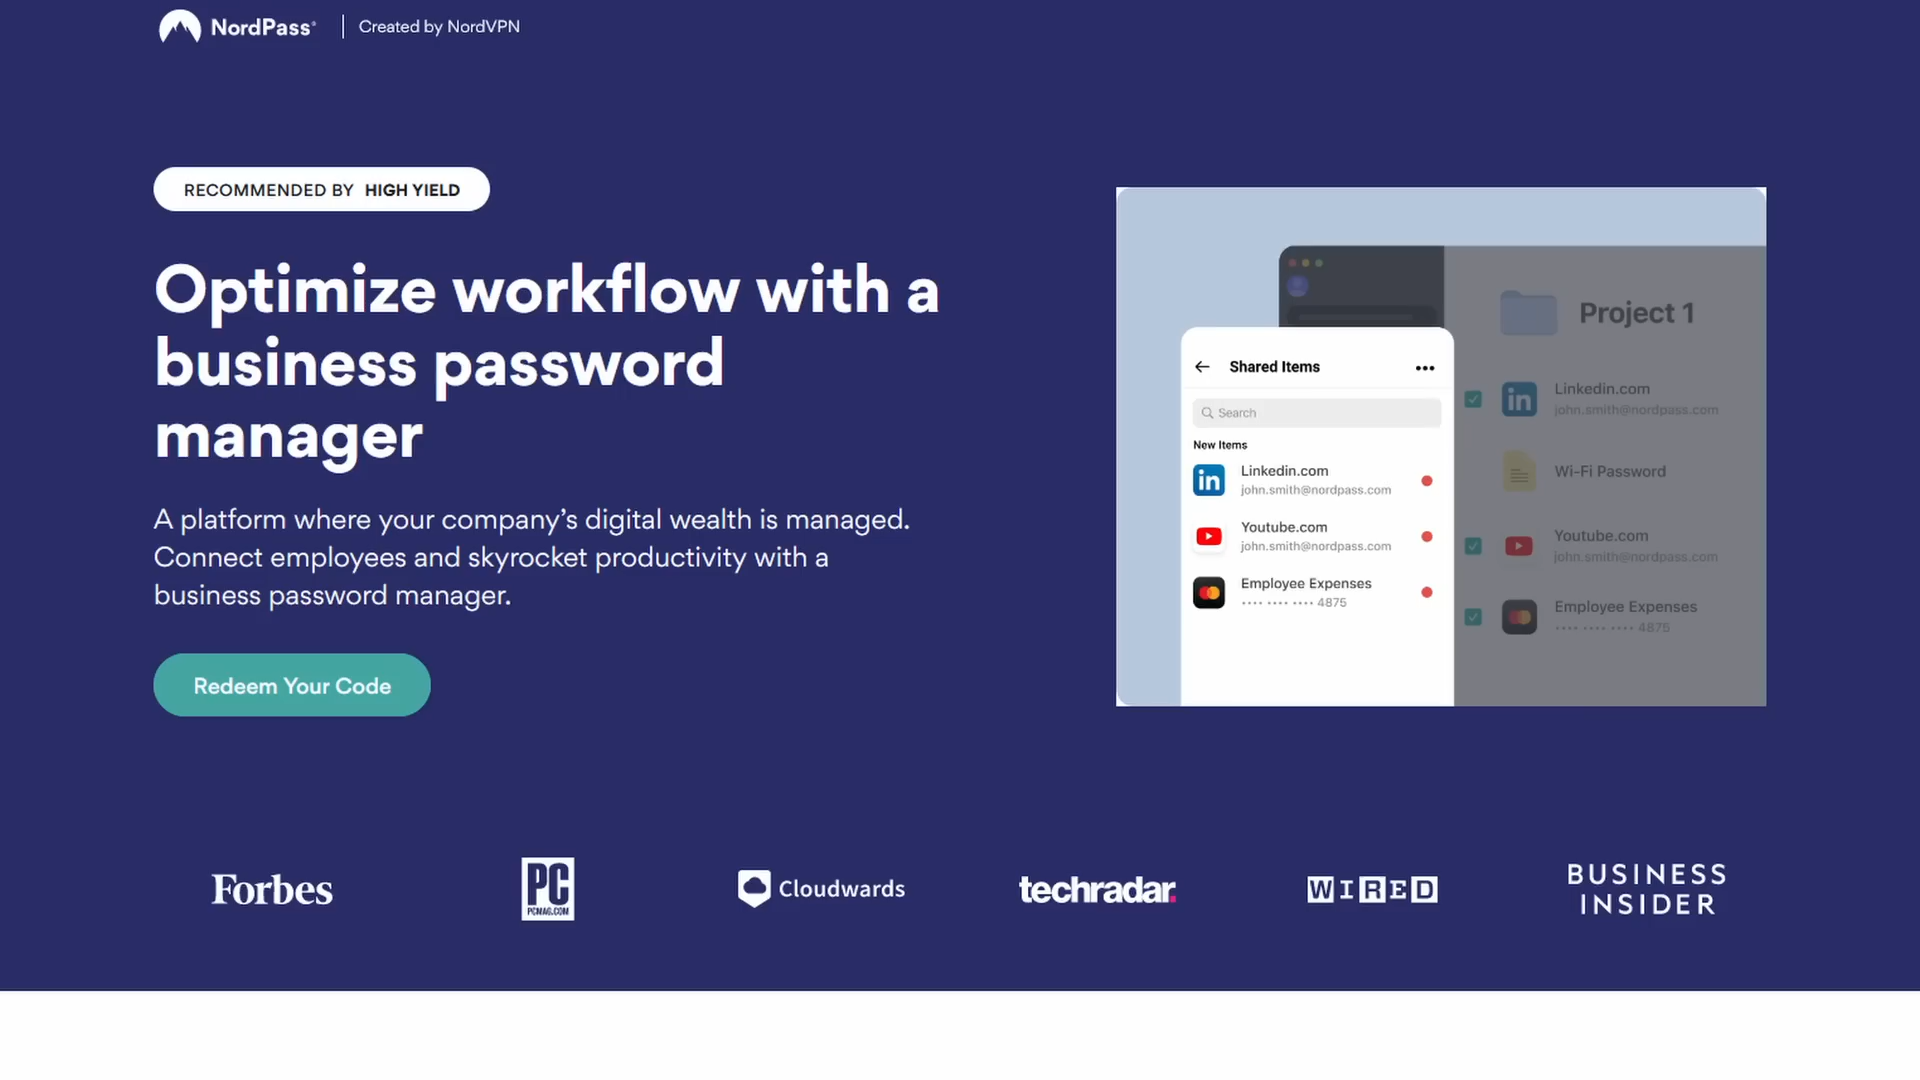 NordPass® | Created by NordVPN
RECOMMENDED BY HIGH YIELD
Optimize workflow with a
business password
manager
A platform where your company’s digital wealth is managed.
Connect employees and skyrocket productivity with a
business password manager.
Redeem Your Code
Shared Items
Search
New Items
Linkedin.com
john.smith@nordpass.com
Youtube.com
john.smith@nordpass.com
Employee Expenses
•••• •••• •••• 4875
Project 1
Linkedin.com
john.smith@nordpass.com
Wi-Fi Password
Youtube.com
john.smith@nordpass.com
Employee Expenses
•••• •••• •••• 4875
Forbes
PC
PCMAG.COM
Cloudwards
techradar.
WIRED
BUSINESS
INSIDER